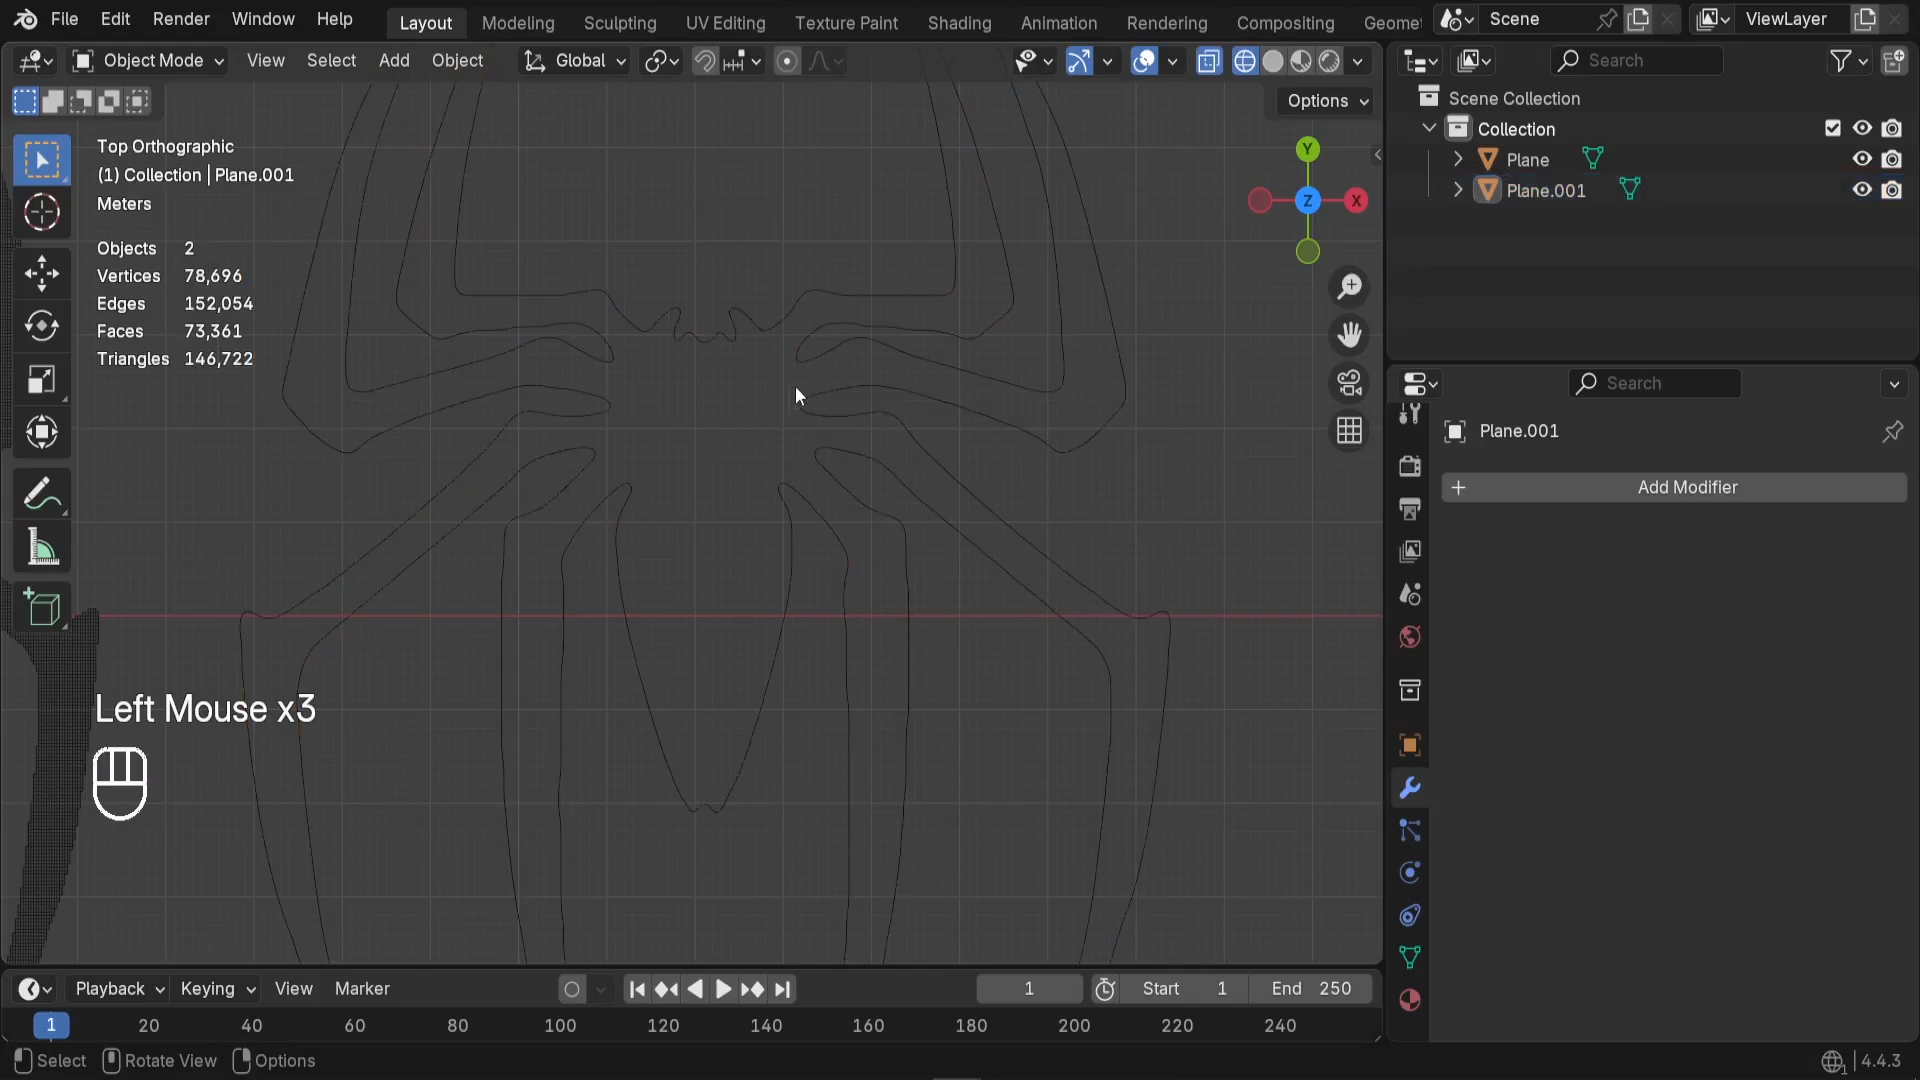 File Edit Render Window Help Layout Modeling Sculpting UV Editing Texture Paint Shading Animation Rendering Compositing Geomet Scene ViewLayer
Object Mode View Select Add Object Global Search
Options
Scene Collection
Collection
Plane
Plane.001
Top Orthographic
(1) Collection | Plane.001
Meters
Objects 2
Vertices 78,696
Edges 152,054
Faces 73,361
Triangles 146,722
Y
Z
X
Search
Plane.001
+ Add Modifier
Left Mouse x3
Playback Keying View Marker 1 Start 1 End 250
1 20 40 60 80 100 120 140 160 180 200 220 240
Select Rotate View Options 4.4.3